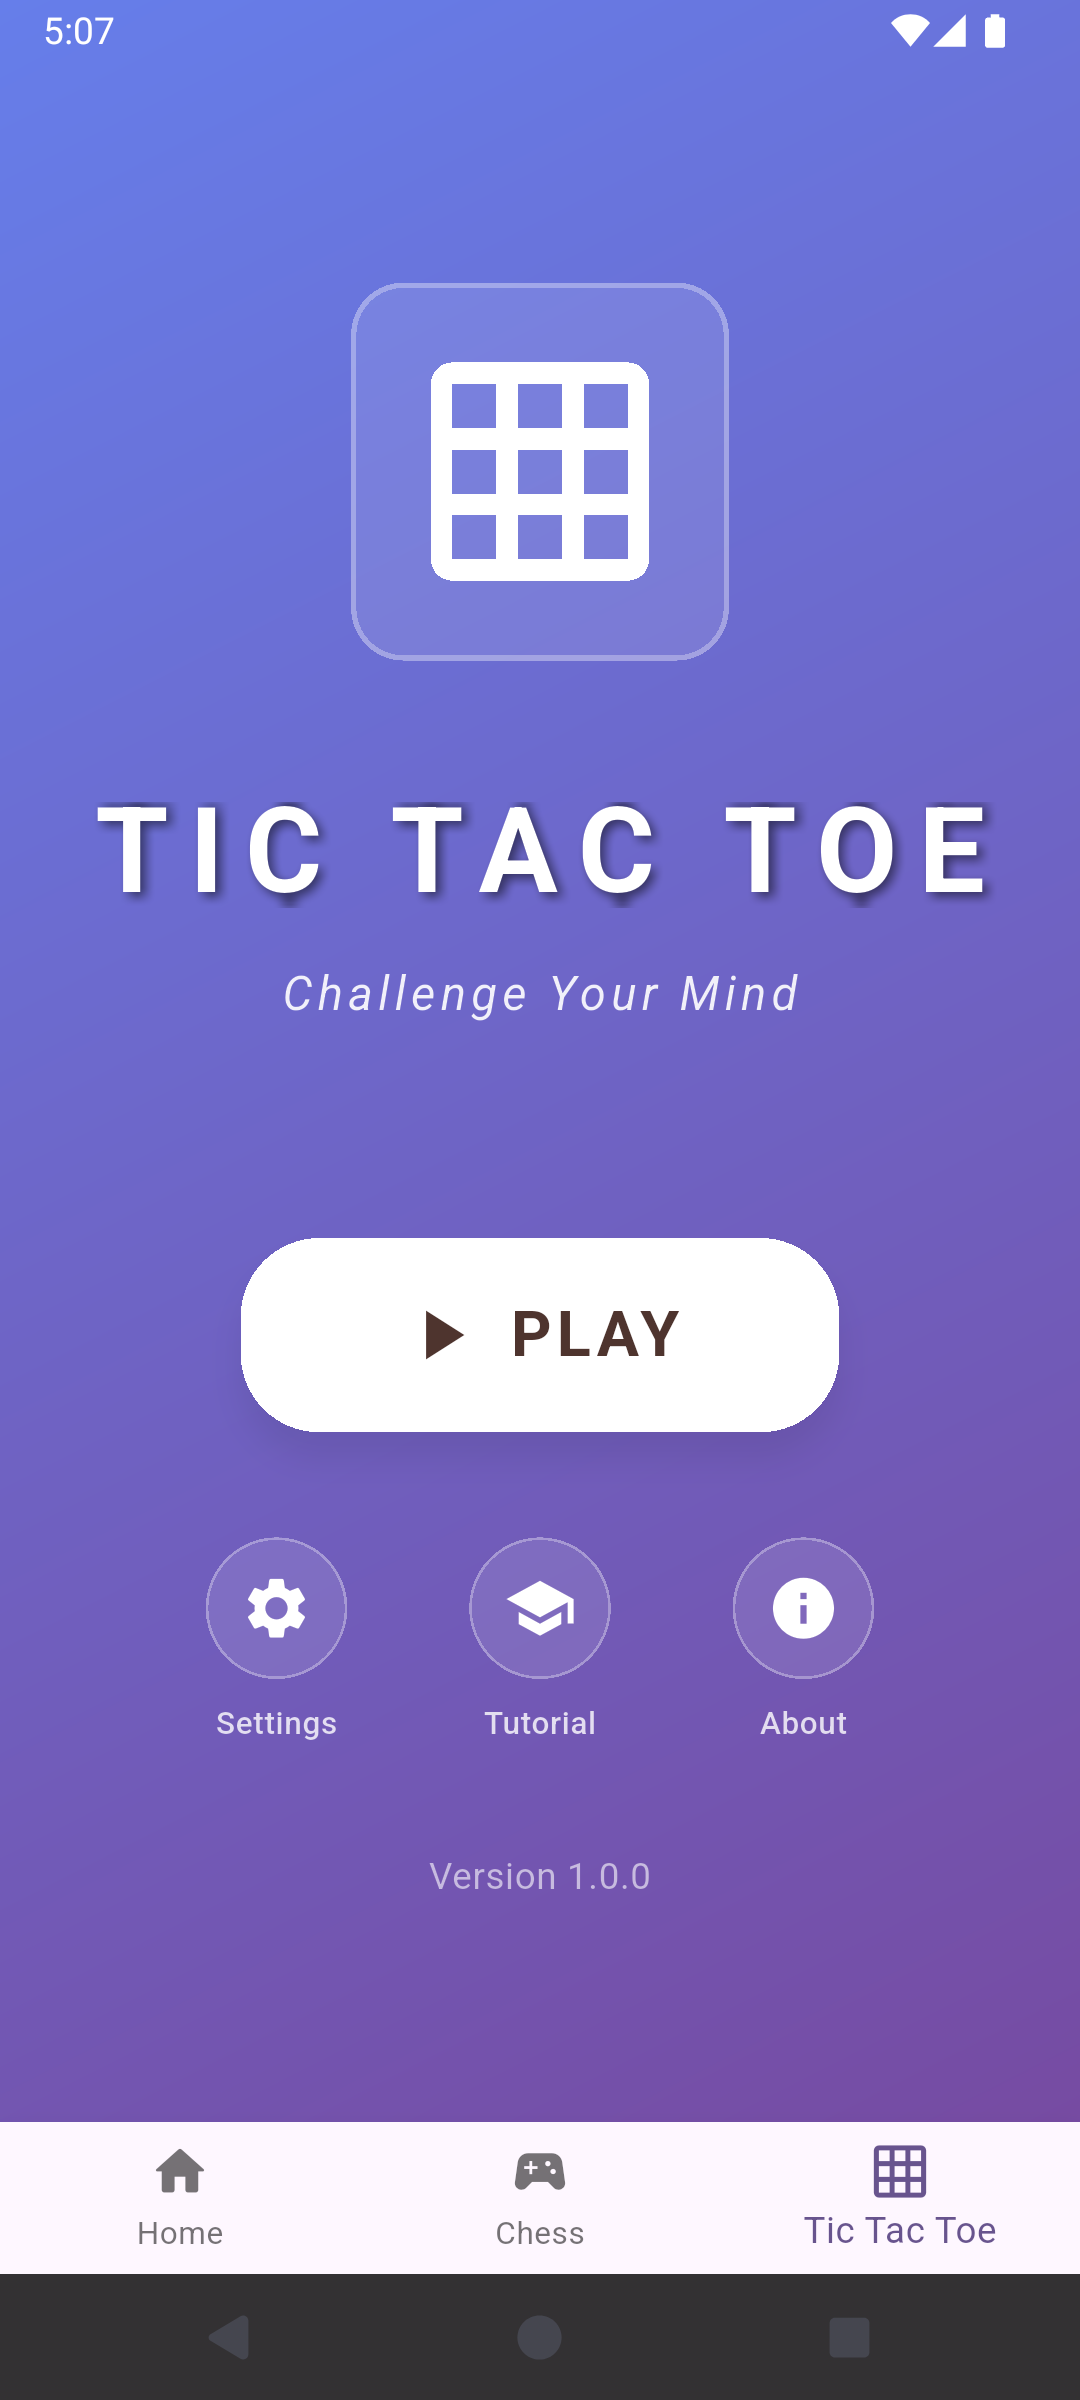 5:07
TIC TAC TOE
Challenge Your Mind
PLAY
Settings
Tutorial
About
Version 1.0.0
Home
Chess
Tic Tac Toe